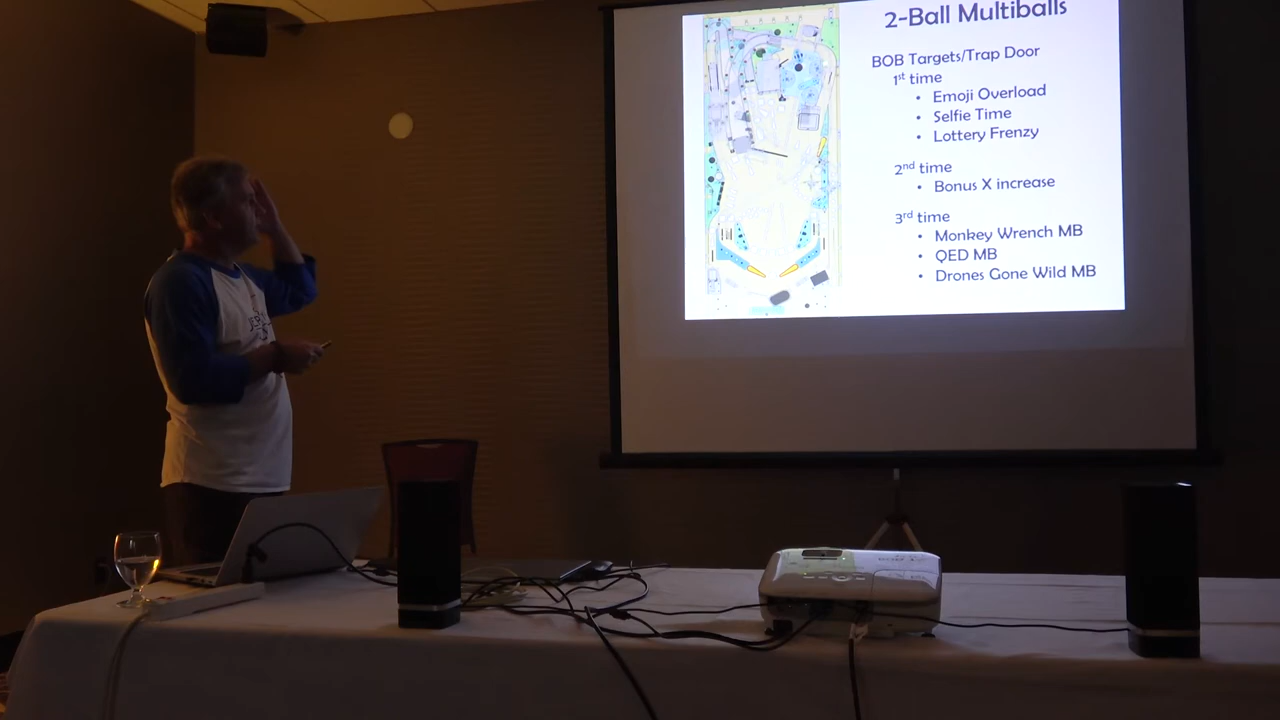 2-Ball Multiballs
BOB Targets/Trap Door
1st time
• Emoji Overload
• Selfie Time
• Lottery Frenzy
2nd time
• Bonus X increase
3rd time
• Monkey Wrench MB
• QED MB
• Drones Gone Wild MB